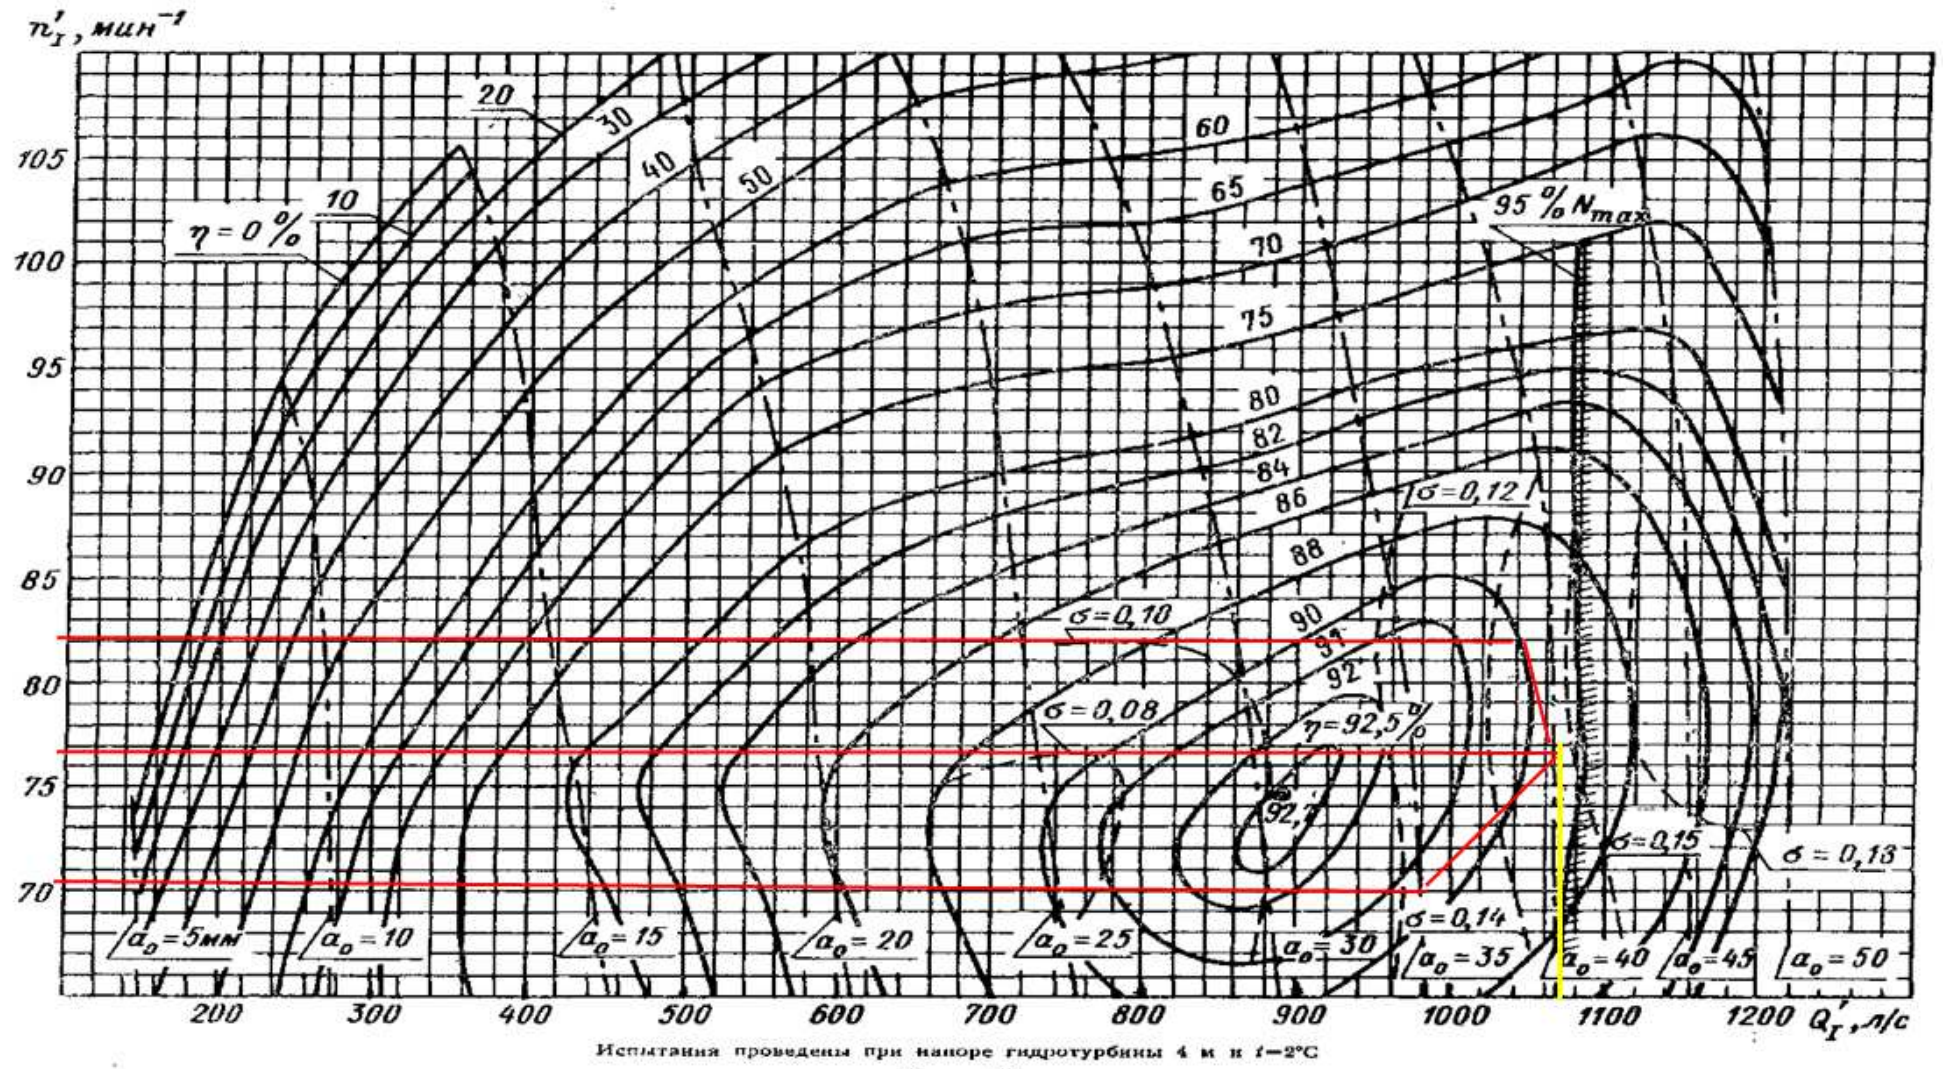 n'I, мин⁻¹
20
30
105
40
50
60
10
65
95 % Nmax
η = 0 %
70
100
75
95
80
82
90
84
86
σ=0,12
88
85
σ=0,10
90
91
80
92
σ=0,08
η=92,5%
75
92,7
σ=0,15
σ = 0,13
70
σ=0,14
a₀=5мм
a₀=10
a₀=15
a₀=20
a₀=25
a₀=30
a₀=35
a₀=40
a₀=45
a₀=50
200 300 400 500 600 700 800 900 1000 1100 1200 Q'I, л/с
Испытания проведены при напоре гидротурбины 4 м и t=2°С